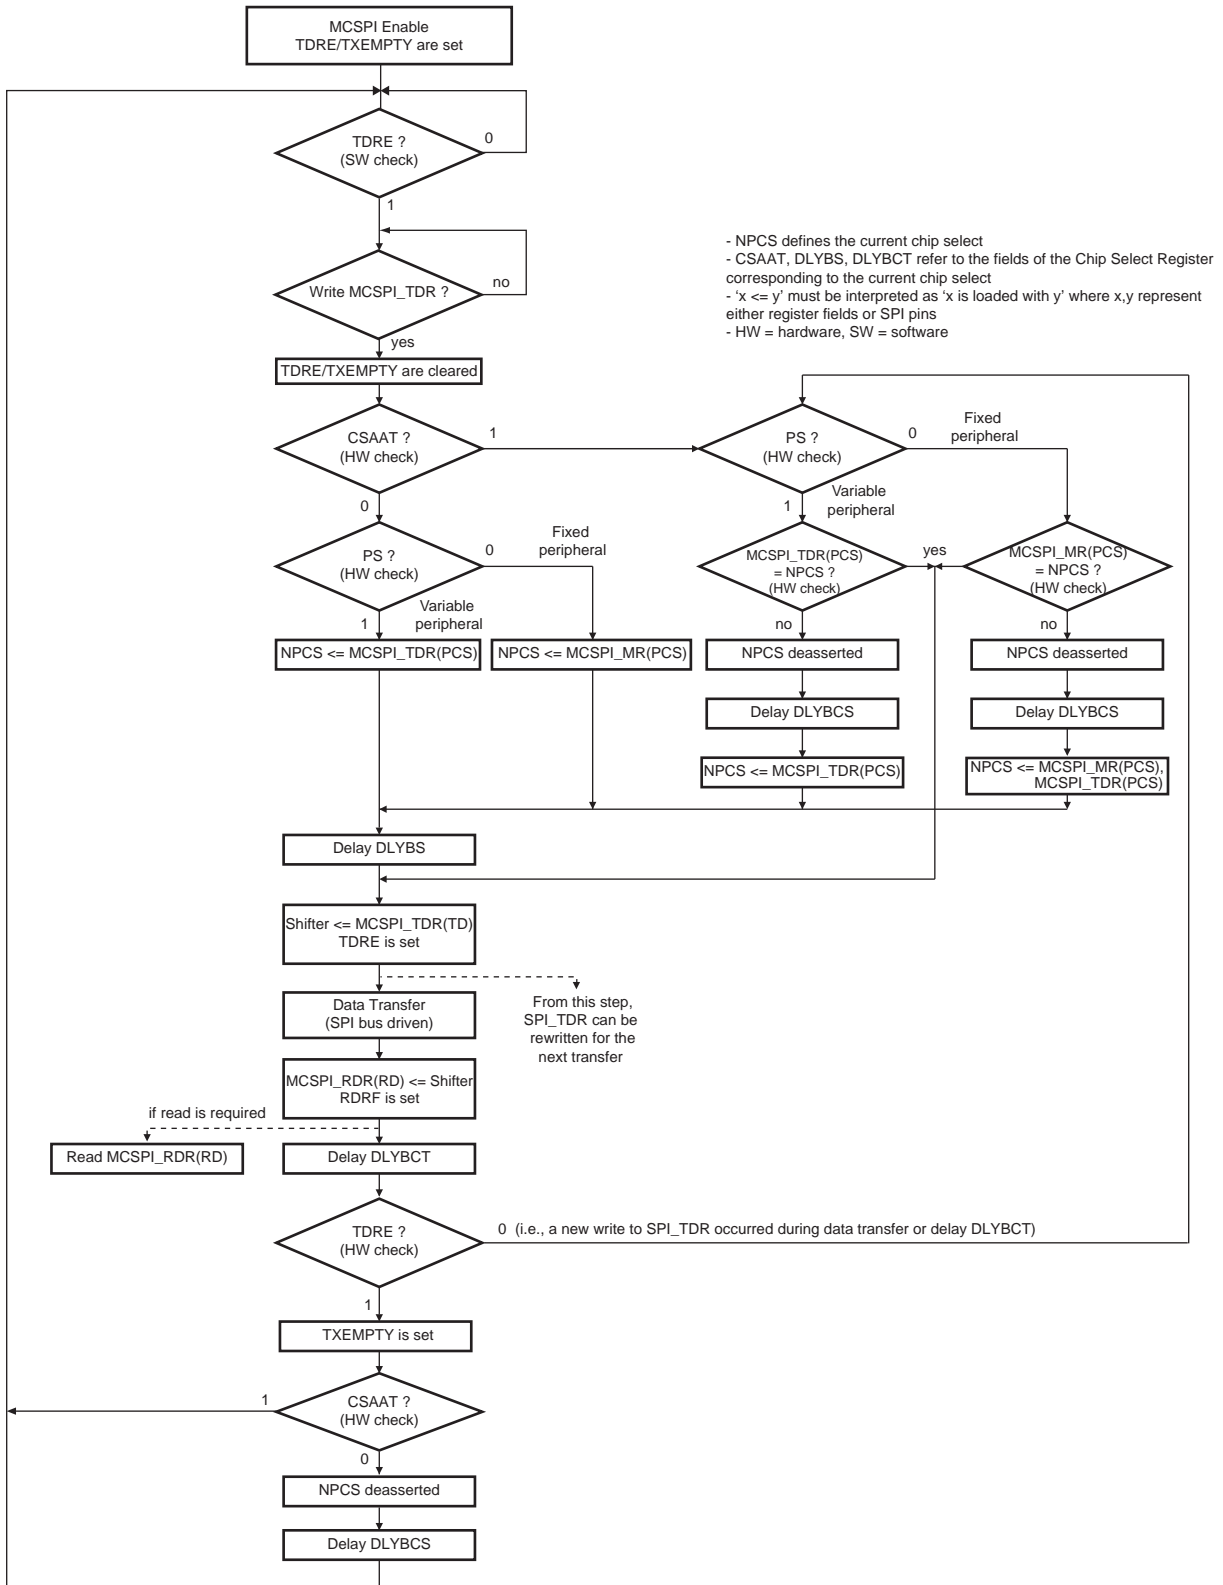 MCSPI Enable
TDRE/TXEMPTY are set
TDRE ?
(SW check)
0
1
- NPCS defines the current chip select
- CSAAT, DLYBS, DLYBCT refer to the fields of the Chip Select Register
corresponding to the current chip select
- ‘x <= y’ must be interpreted as ‘x is loaded with y’ where x,y represent
either register fields or SPI pins
- HW = hardware, SW = software
Write MCSPI_TDR ?
no
yes
TDRE/TXEMPTY are cleared
CSAAT ?
(HW check)
1
0
PS ?
(HW check)
0
Fixed
peripheral
1
Variable
peripheral
PS ?
(HW check)
0
Fixed
peripheral
1
Variable
peripheral
MCSPI_TDR(PCS)
= NPCS ?
(HW check)
yes
MCSPI_MR(PCS)
= NPCS ?
(HW check)
no
no
NPCS <= MCSPI_TDR(PCS)
NPCS <= MCSPI_MR(PCS)
NPCS deasserted
NPCS deasserted
Delay DLYBCS
Delay DLYBCS
NPCS <= MCSPI_TDR(PCS)
NPCS <= MCSPI_MR(PCS),
MCSPI_TDR(PCS)
Delay DLYBS
Shifter <= MCSPI_TDR(TD)
TDRE is set
Data Transfer
(SPI bus driven)
From this step,
SPI_TDR can be
rewritten for the
next transfer
MCSPI_RDR(RD) <= Shifter
RDRF is set
if read is required
Read MCSPI_RDR(RD)
Delay DLYBCT
TDRE ?
(HW check)
0 (i.e., a new write to SPI_TDR occurred during data transfer or delay DLYBCT)
1
TXEMPTY is set
CSAAT ?
(HW check)
1
0
NPCS deasserted
Delay DLYBCS